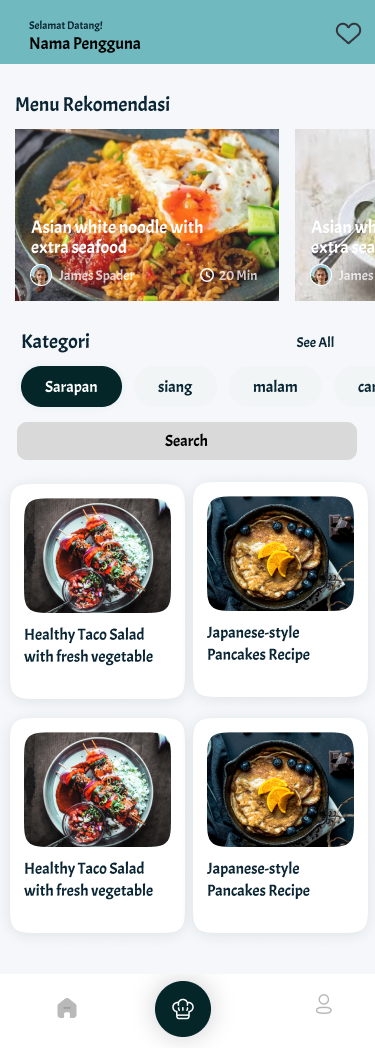 Selamat Datang!
Nama Pengguna
Menu Rekomendasi
Asian white noodle with
extra seafood
James Spader
20 Min
Asian wh
extra sea
James
Kategori
See All
Sarapan
siang
malam
Search
Healthy Taco Salad
with fresh vegetable
Japanese-style
Pancakes Recipe
Healthy Taco Salad
with fresh vegetable
Japanese-style
Pancakes Recipe